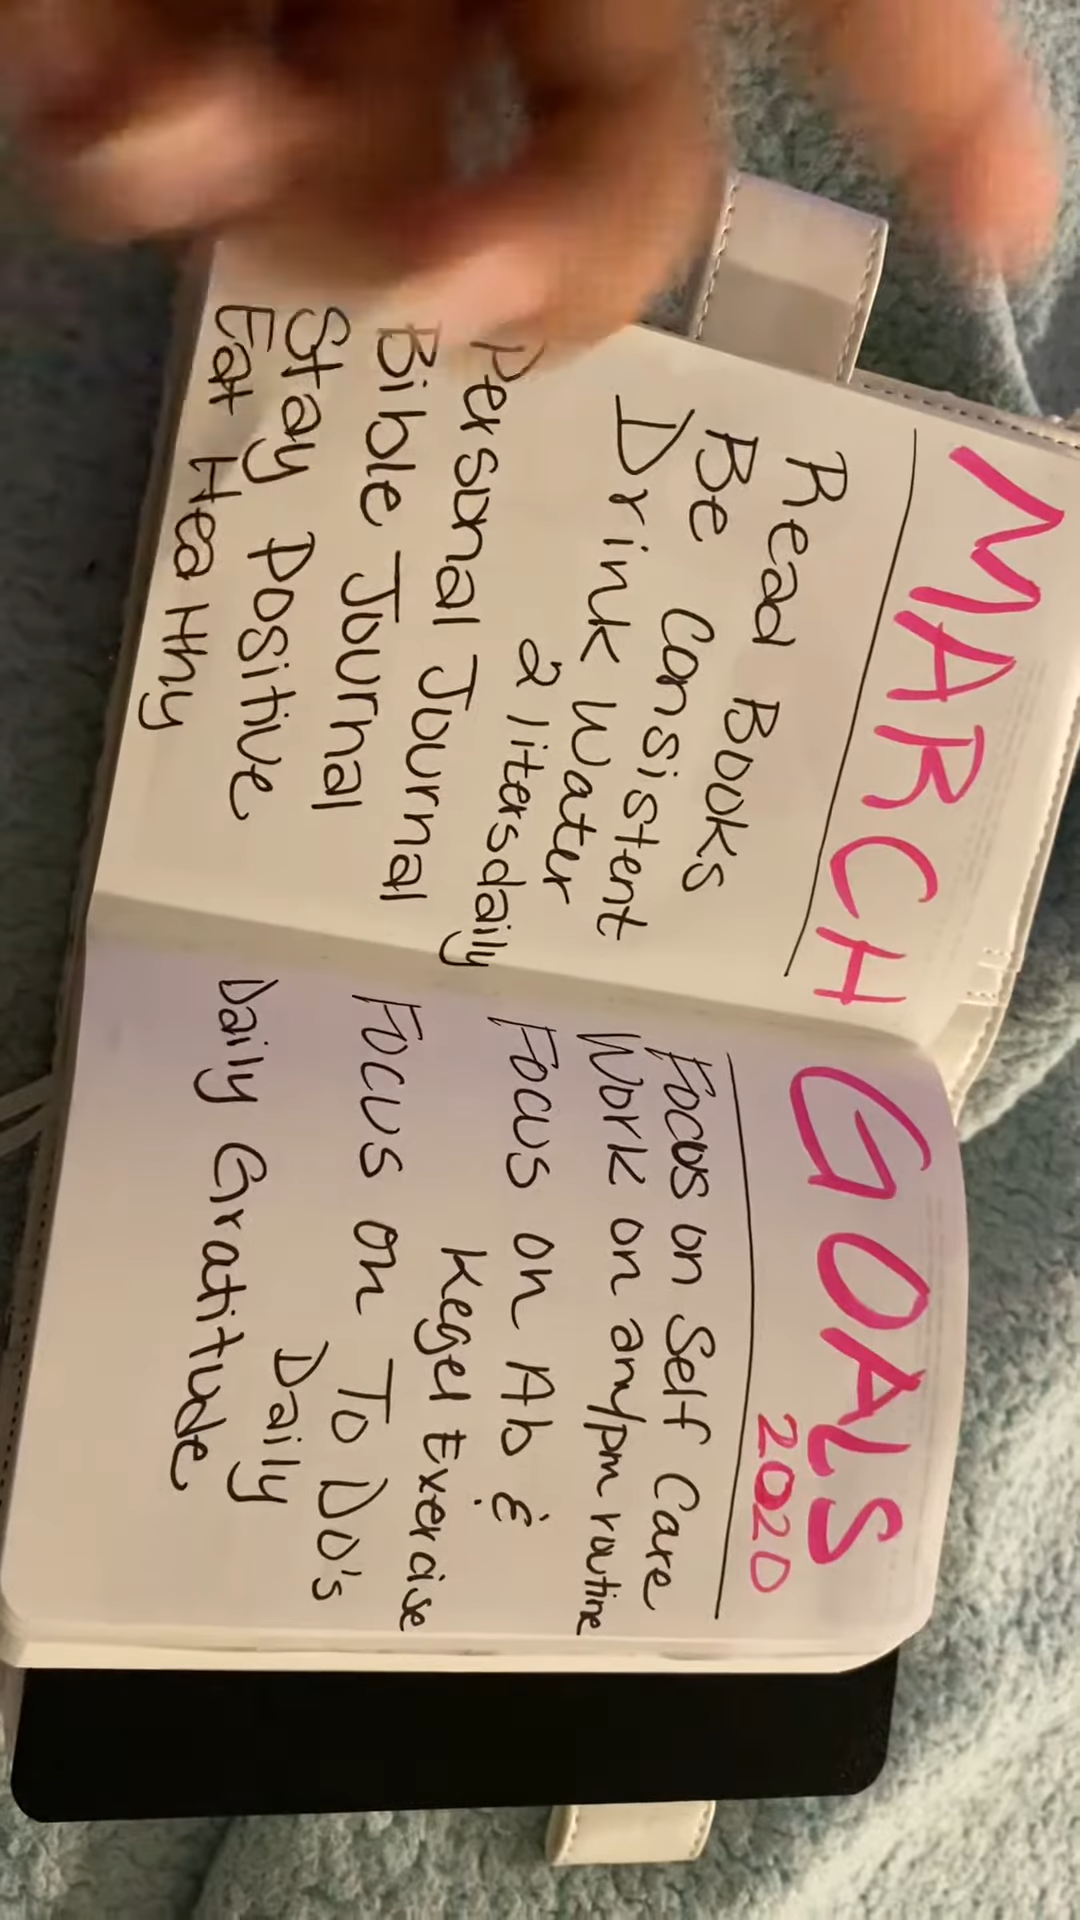 MARCH
Read Books
Be Consistent
Drink Water
2 liters daily
Personal Journal
Bible Journal
Stay Positive
Eat Healthy
GOALS
2020
Focus on Self Care
Work on am/pm routine
Focus on Ab &
Kegel Exercise
Focus on To Do's
Daily
Daily Gratitude